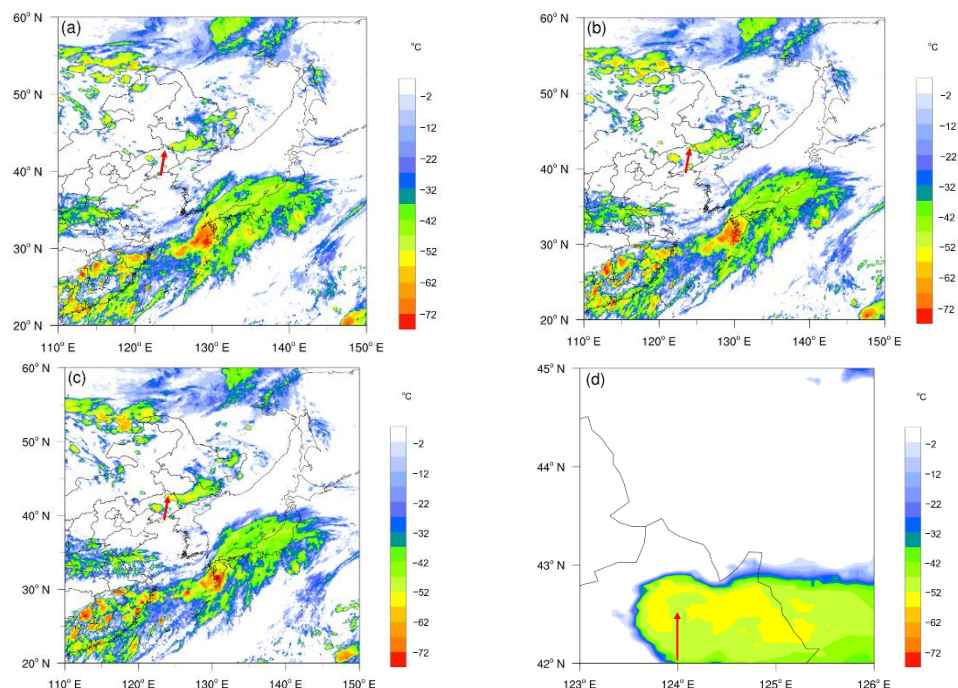 (a)
°C
60° N
50° N
40° N
30° N
20° N
110° E
120° E
130° E
140° E
150° E
−2
−12
−22
−32
−42
−52
−62
−72
(b)
°C
60° N
50° N
40° N
30° N
20° N
110° E
120° E
130° E
140° E
150° E
−2
−12
−22
−32
−42
−52
−62
−72
(c)
°C
60° N
50° N
40° N
30° N
20° N
110° E
120° E
130° E
140° E
150° E
−2
−12
−22
−32
−42
−52
−62
−72
(d)
°C
45° N
44° N
43° N
42° N
123° E
124° E
125° E
126° E
−2
−12
−22
−32
−42
−52
−62
−72